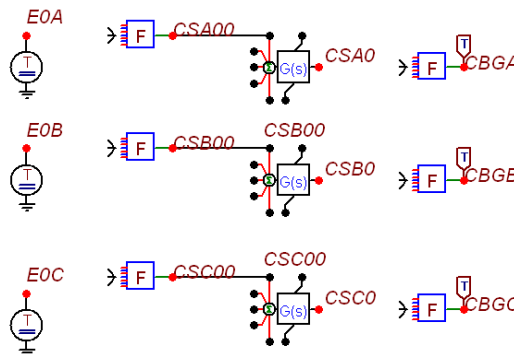 E0A
T
F
CSA00
Σ
G(s)
CSA0
F
T
CBGA
E0B
T
F
CSB00
CSB00
Σ
G(s)
CSB0
F
T
CBGB
E0C
T
F
CSC00
CSC00
Σ
G(s)
CSC0
F
T
CBGC